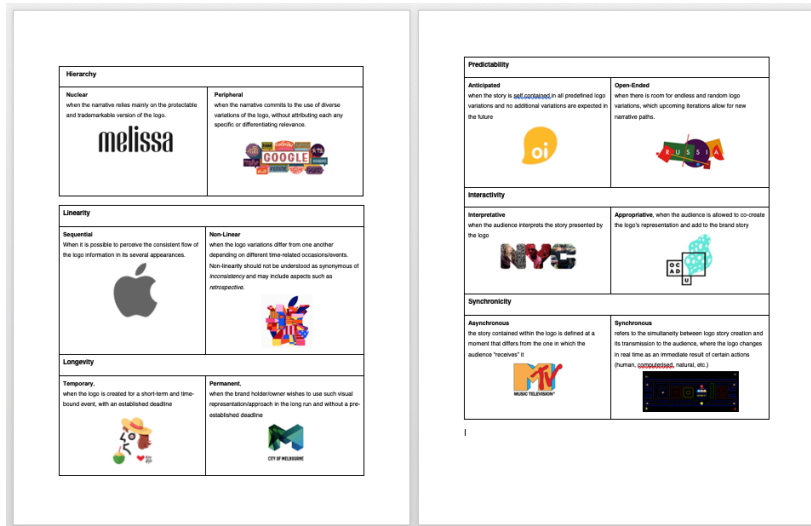 Hierarchy
Nuclear
when the narrative relies mainly on the protectable
and trademarkable version of the logo.
melissa
Peripheral
when the narrative commits to the use of diverse
variations of the logo, without attributing each any
specific or differentiating relevance.
GOOGLE
Linearity
Sequential
When it is possible to perceive the consistent flow of
the logo information in its several appearances.
Non-Linear
when the logo variations differ from one another
depending on different time-related occasions/events.
Non-linearity should not be understood as synonymous of
inconsistency and may include aspects such as
retrospective.
Longevity
Temporary,
when the logo is created for a short-term and time-
bound event, with an established deadline
Permanent,
when the brand holder/owner wishes to use such visual
representation/approach in the long run and without a pre-
established deadline
CITY OF MELBOURNE
Predictability
Anticipated
when the story is self contained in all predefined logo
variations and no additional variations are expected in
the future
oi
Open-Ended
when there is room for endless and random logo
variations, which upcoming iterations allow for new
narrative paths.
RUSSIA
Interactivity
Interpretative
when the audience interprets the story presented by
the logo
NYC
Appropriative, when the audience is allowed to co-create
the logo's representation and add to the brand story
OC
AD
U
Synchronicity
Asynchronous
the story contained within the logo is defined at a
moment that differs from the one in which the
audience "receives" it
MTV
MUSIC TELEVISION®
Synchronous
refers to the simultaneity between logo story creation and
its transmission to the audience, where the logo changes
in real time as an immediate result of certain actions
(human, computerised, natural, etc.)